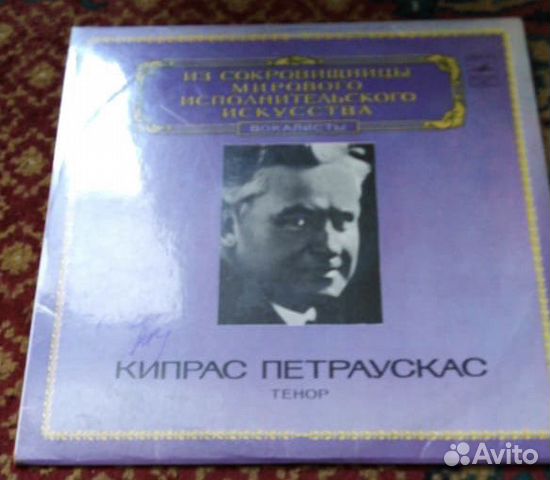 ИЗ СОКРОВИЩНИЦЫ
МИРОВОГО
ИСПОЛНИТЕЛЬСКОГО
ИСКУССТВА
ВОКАЛИСТЫ
КИПРАС ПЕТРАУСКАС
ТЕНОР
Avito